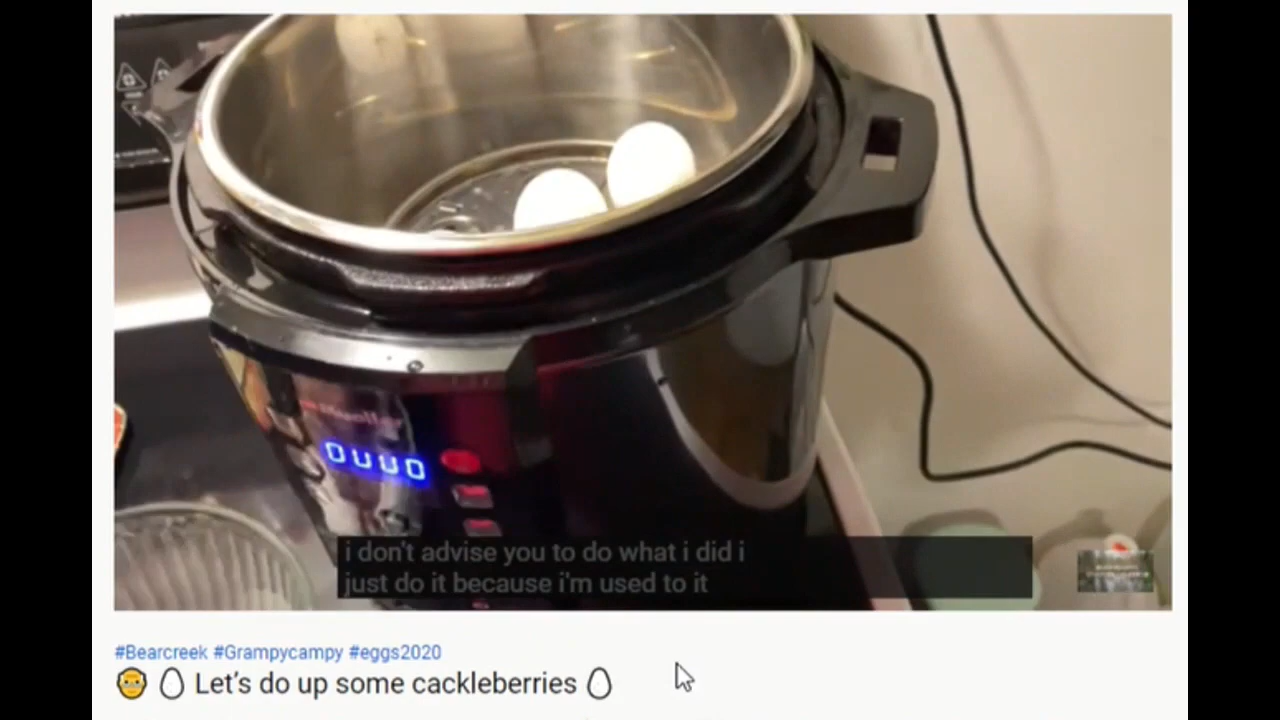 i don't advise you to do what i did i
just do it because i'm used to it
#Bearcreek #Grampycampy #eggs2020
Let's do up some cackleberries